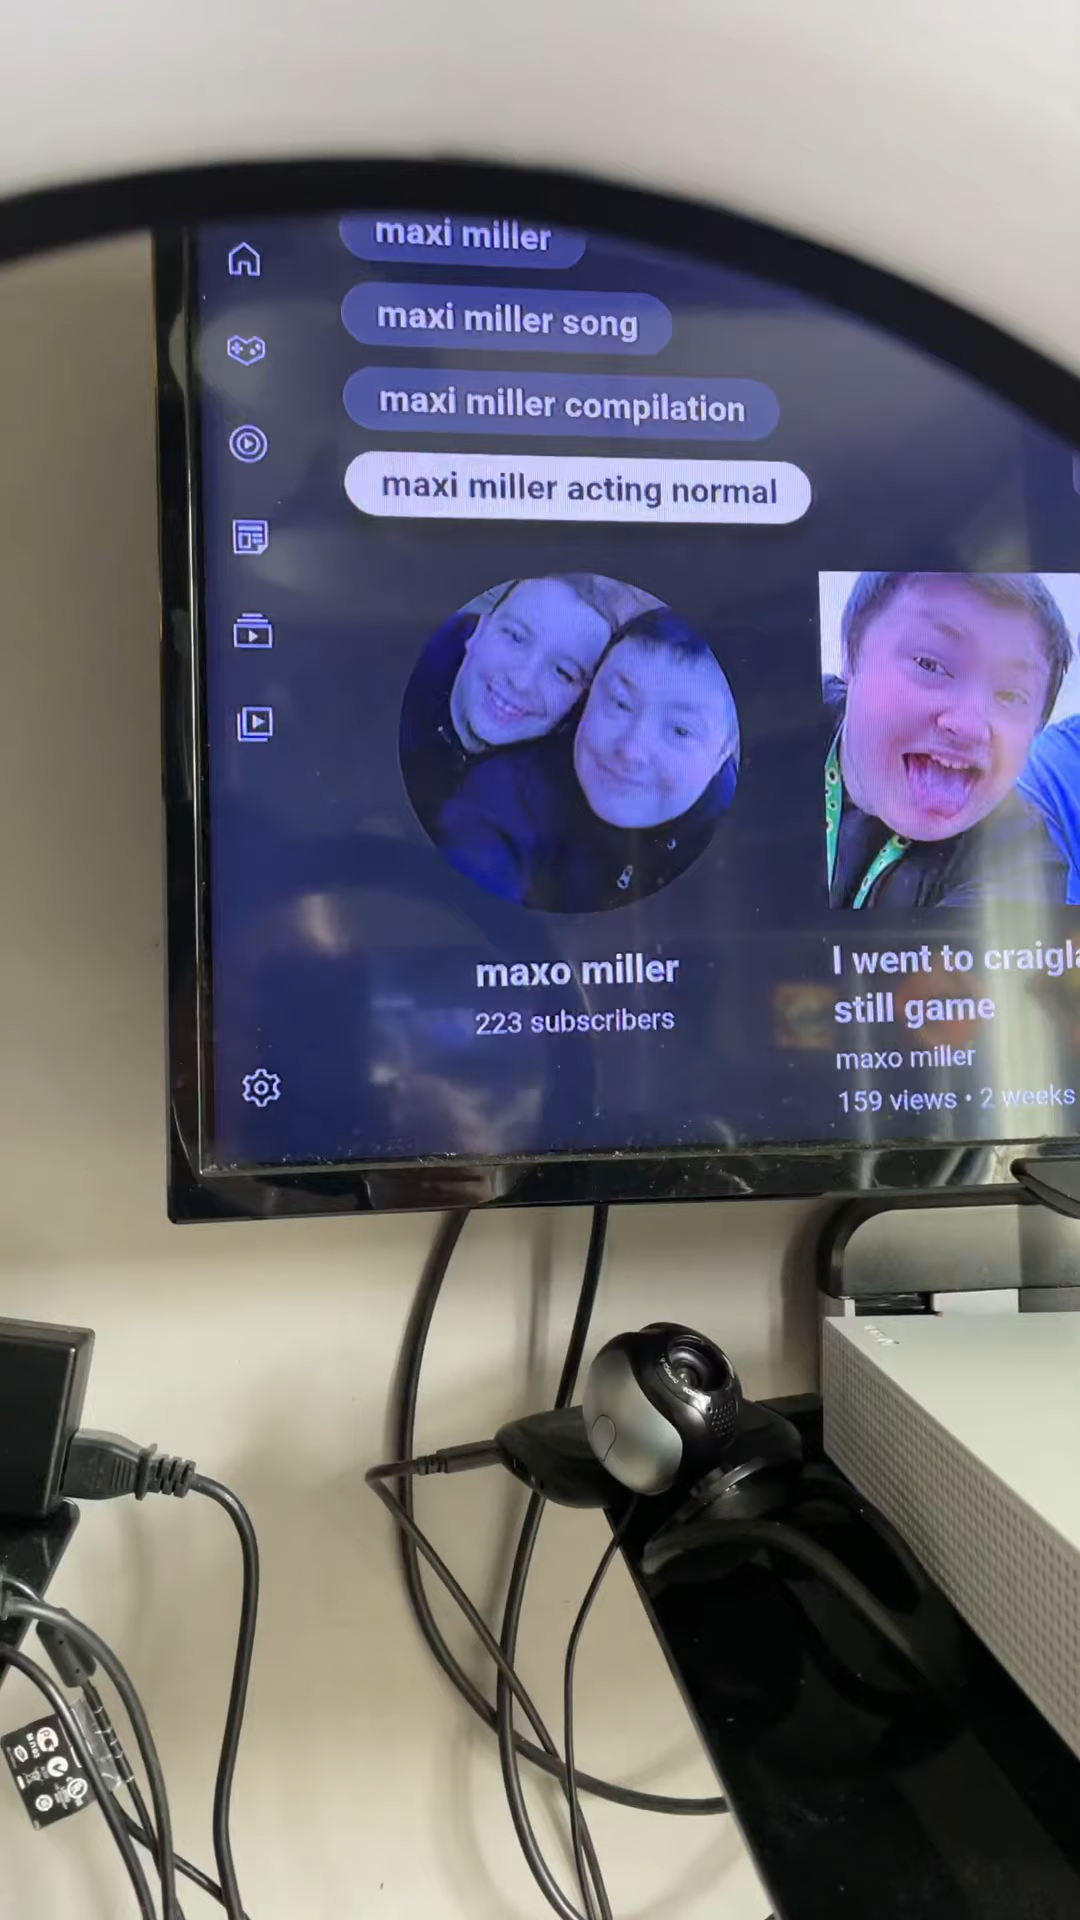 maxi miller
maxi miller song
maxi miller compilation
maxi miller acting normal
maxo miller
223 subscribers
I went to
still game
maxo miller
159 views • 2 weeks